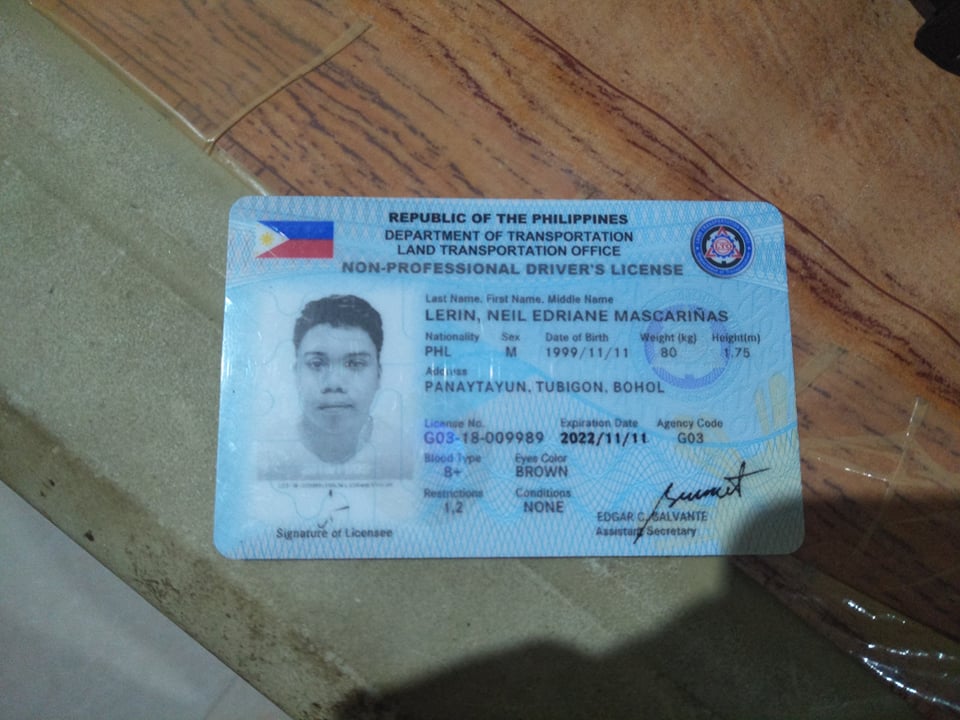 REPUBLIC OF THE PHILIPPINES
DEPARTMENT OF TRANSPORTATION
LAND TRANSPORTATION OFFICE
NON-PROFESSIONAL DRIVER'S LICENSE
Last Name. First Name. Middle Name
LERIN, NEIL EDRIANE MASCARIÑAS
Nationality Sex Date of Birth Weight (kg) Height(m)
PHL M 1999/11/11 80 1.75
Address
PANAYTAYUN, TUBIGON, BOHOL
License No. Expiration Date Agency Code
G03-18-009989 2022/11/11 G03
Blood Type Eyes Color
B+ BROWN
Restrictions Conditions
1,2 NONE
EDGAR C. GALVANTE
Assistant Secretary
Signature of Licensee